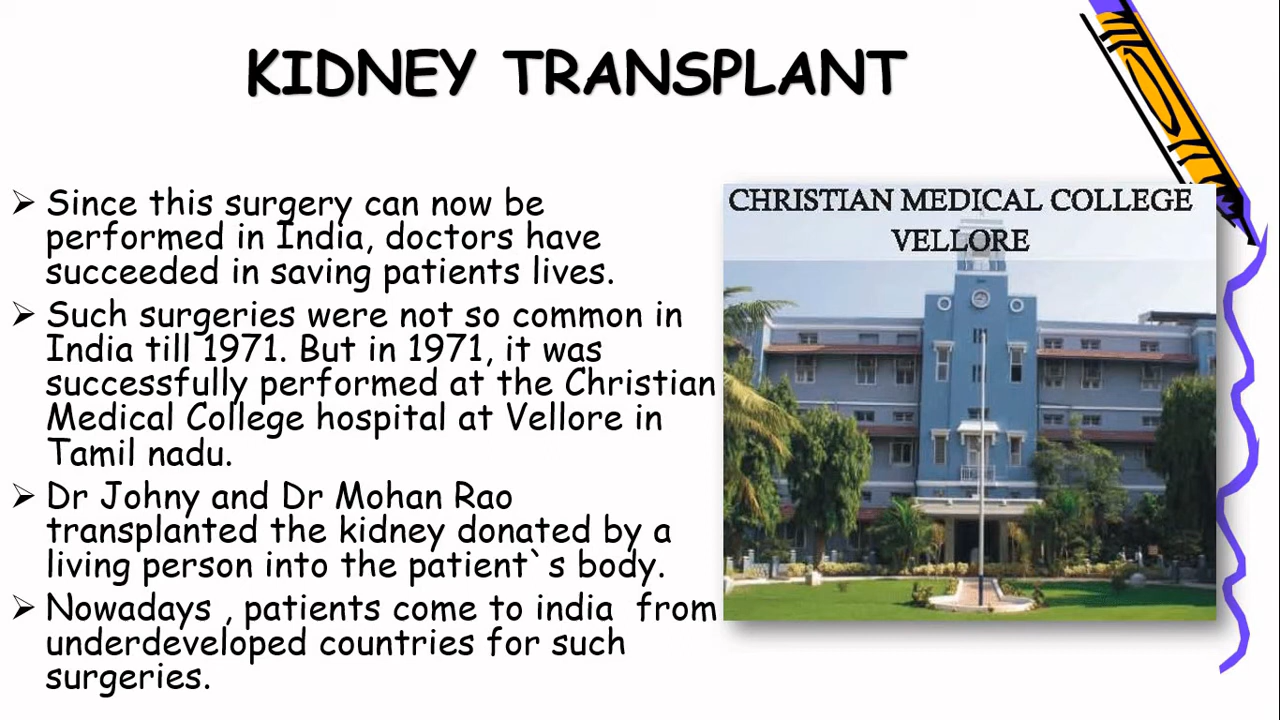 KIDNEY TRANSPLANT
➢ Since this surgery can now be
performed in India, doctors have
succeeded in saving patients lives.
➢ Such surgeries were not so common in
India till 1971. But in 1971, it was
successfully performed at the Christian
Medical College hospital at Vellore in
Tamil nadu.
➢ Dr Johny and Dr Mohan Rao
transplanted the kidney donated by a
living person into the patient`s body.
➢ Nowadays , patients come to india  from
underdeveloped countries for such
surgeries.
CHRISTIAN MEDICAL COLLEGE
VELLORE